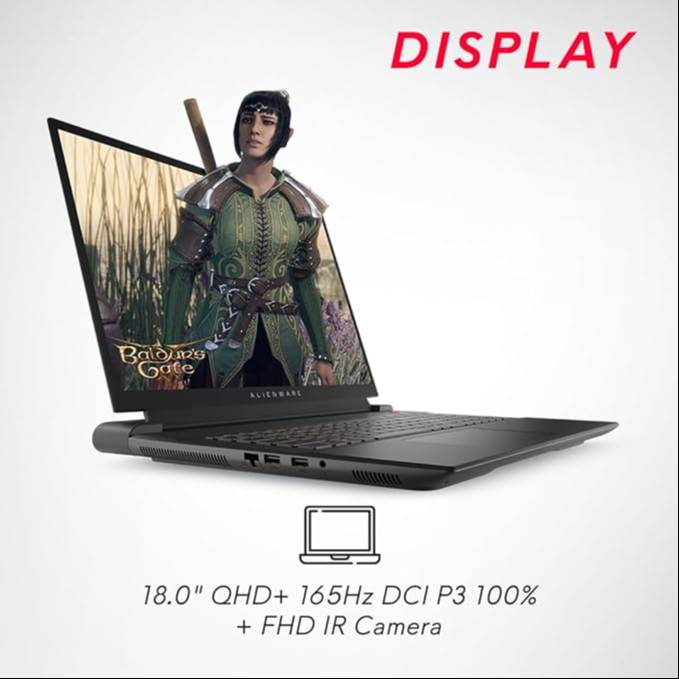 DISPLAY
Baldur's
Gate
ALIENWARE
18.0" QHD+ 165Hz DCI P3 100%
+ FHD IR Camera